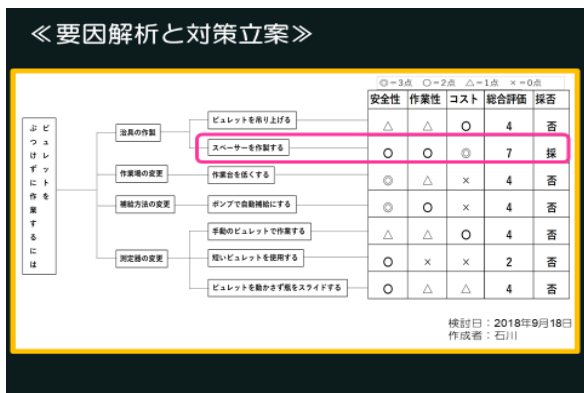 ≪要因解析と対策立案≫
◎=3点 ○=2点 △=1点 ×=0点
安全性 作業性 コスト 総合評価 採否
ビュレットを
ぶつけずに作業するには
治具の作製
ビュレットを吊り上げる △ △ ○ 4 否
スペーサーを作製する ○ ○ ◎ 7 採
作業場の変更 作業台を低くする ◎ △ × 4 否
補給方法の変更 ポンプで自動補給にする ◎ ○ × 4 否
手動のビュレットで作業する △ △ ○ 4 否
測定器の変更 短いビュレットを使用する ○ × × 2 否
ビュレットを動かさず瓶をスライドする ○ △ △ 4 否
検討日：2018年9月18日
作成者：石川